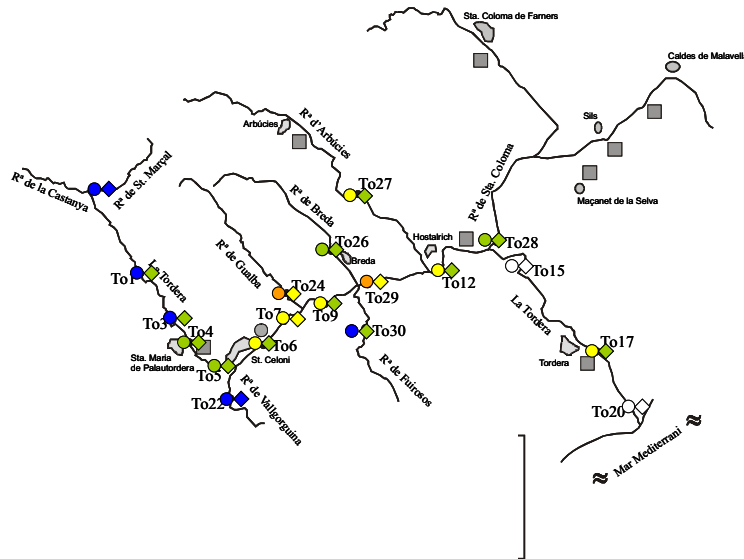 Sta. Coloma de Farners
Caldes de Malavella
Sils
Arbúcies
Rª d'Arbúcies
Rª de St. Marçal
Rª de la Castanya
Rª de Sta. Coloma
Maçanet de la Selva
To27
Rª de Breda
Hostalrich
To28
To26
Breda
Rª de Gualba
To12
To15
To1
La Tordera
To24
To29
La Tordera
To3
To7
To9
To4
To30
To17
To6
Sta. Maria
de Palautordera
St. Celoni
Tordera
To5
Rª de Fuirosos
To22
Rª de Vallgorguina
To20
Mar Mediterrani